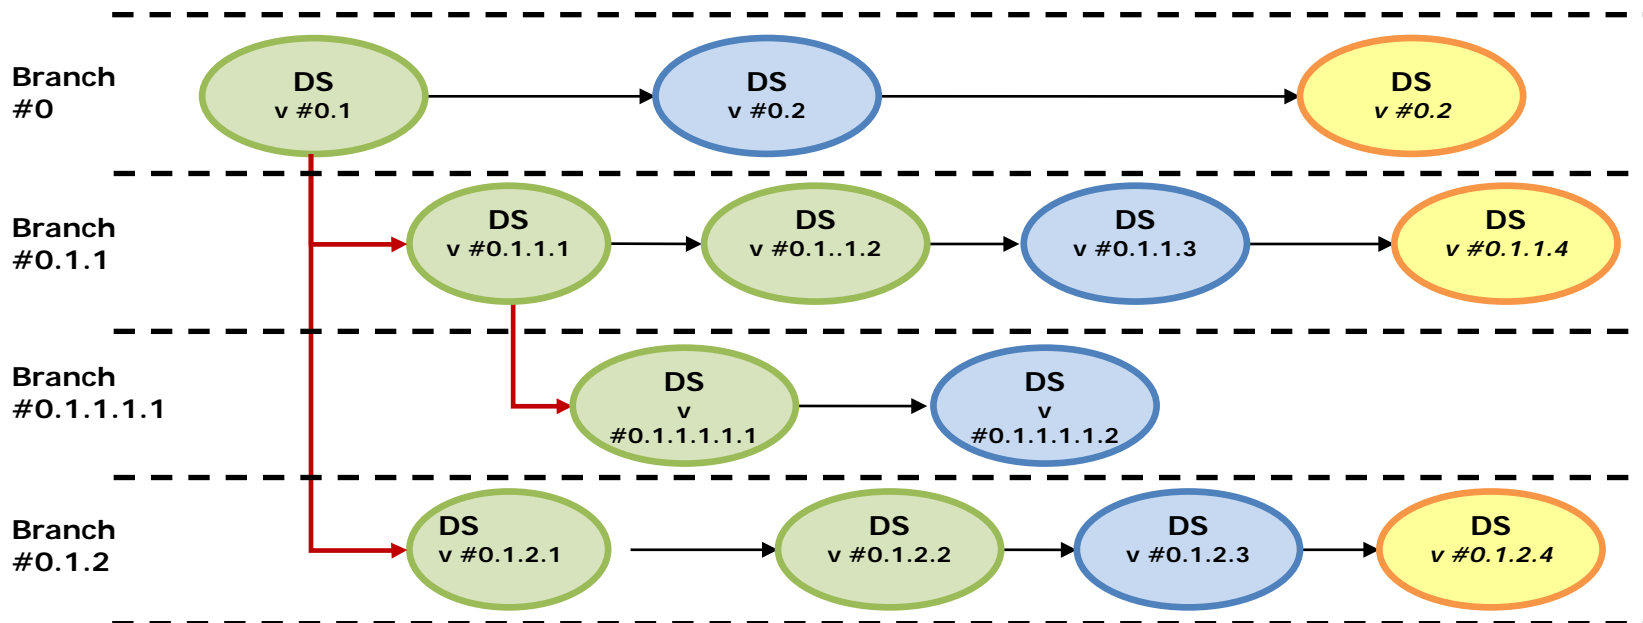 Branch
#0
DS
v #0.1
DS
v #0.2
DS
v #0.2
Branch
#0.1.1
DS
v #0.1.1.1
DS
v #0.1..1.2
DS
v #0.1.1.3
DS
v #0.1.1.4
Branch
#0.1.1.1.1
DS
v
#0.1.1.1.1.1
DS
v
#0.1.1.1.1.2
Branch
#0.1.2
DS
v #0.1.2.1
DS
v #0.1.2.2
DS
v #0.1.2.3
DS
v #0.1.2.4